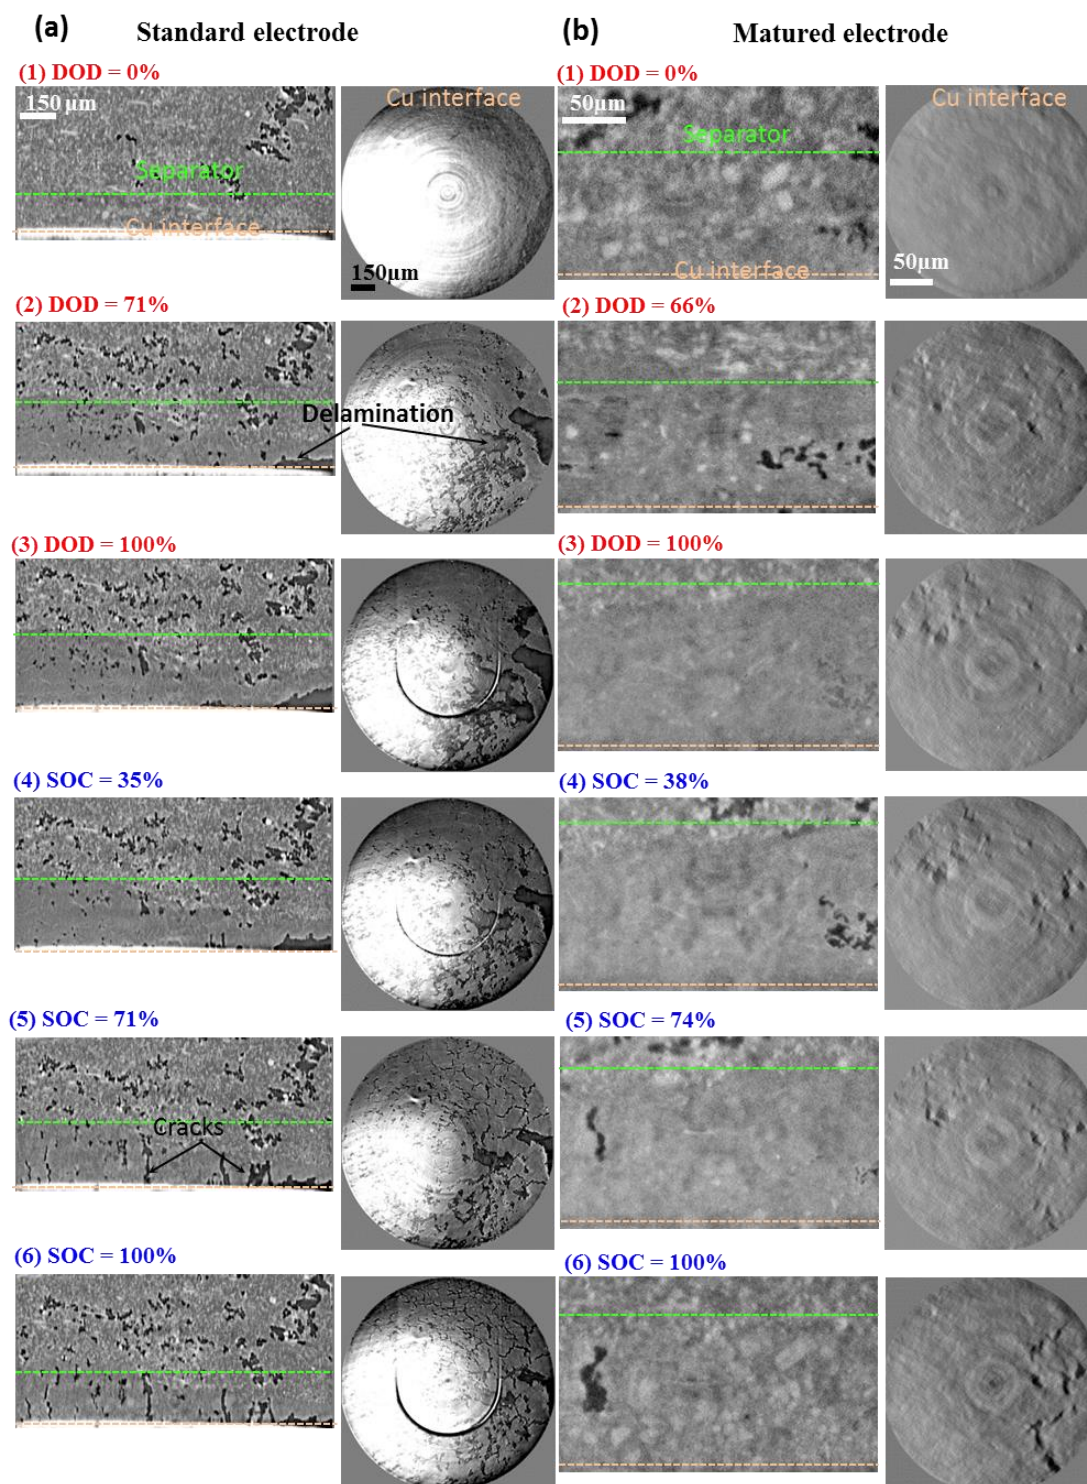 (a) Standard electrode
(b) Matured electrode
(1) DOD = 0%
150 µm
Separator
Cu interface
Cu interface
150µm
(1) DOD = 0%
50µm
Separator
Cu interface
Cu interface
50µm
(2) DOD = 71%
Delamination
(2) DOD = 66%
(3) DOD = 100%
(3) DOD = 100%
(4) SOC = 35%
(4) SOC = 38%
(5) SOC = 71%
Cracks
(5) SOC = 74%
(6) SOC = 100%
(6) SOC = 100%